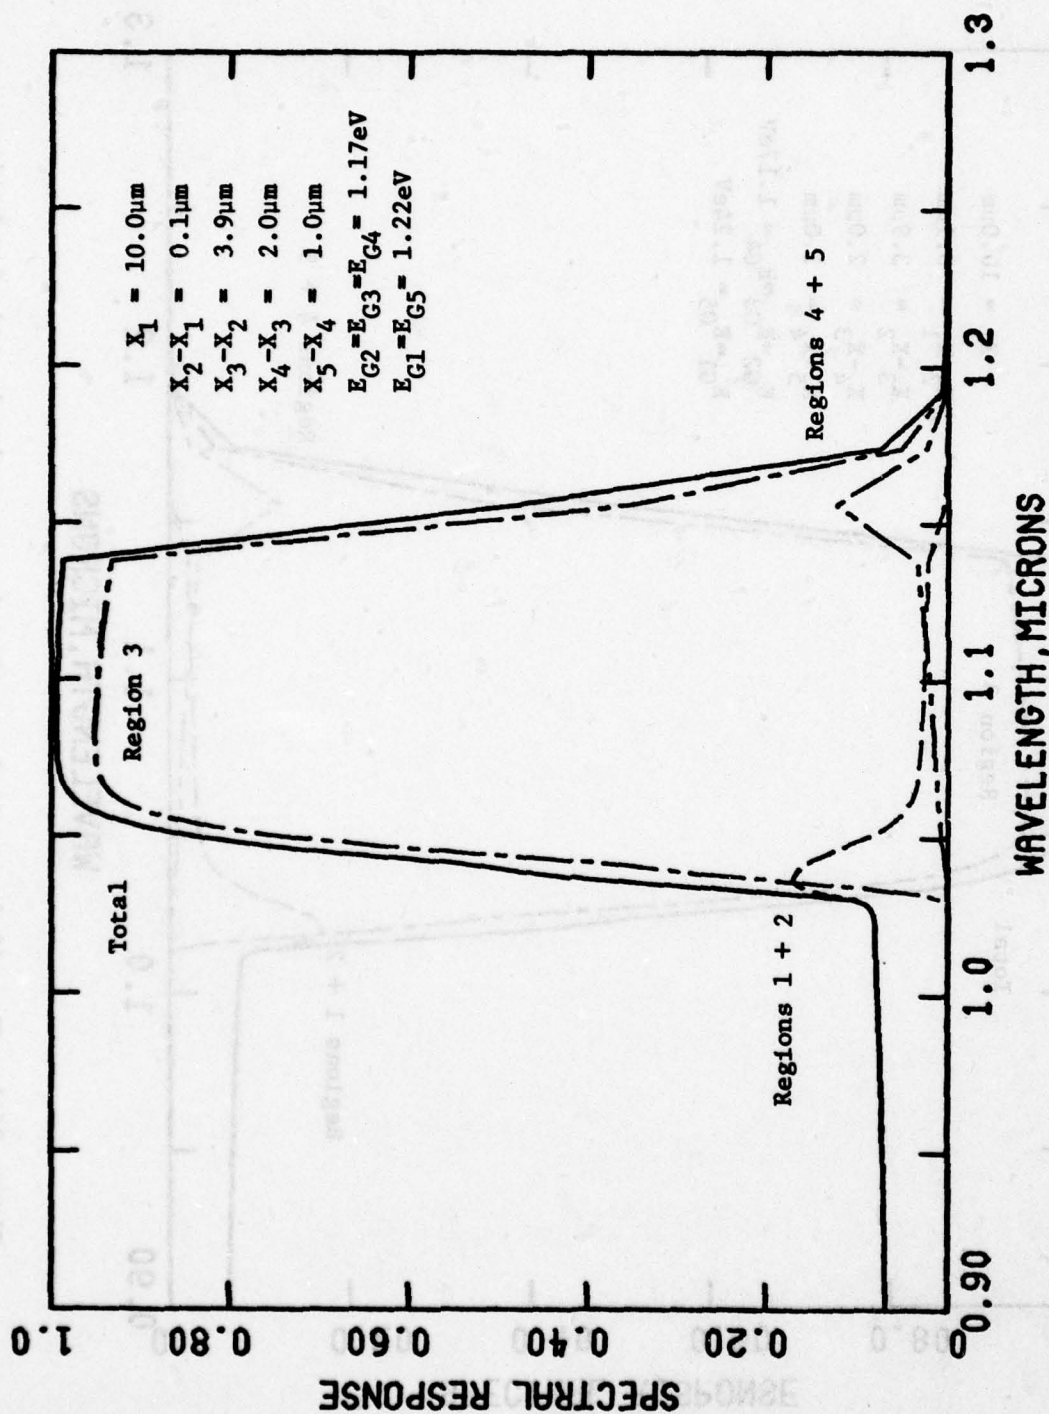 SPECTRAL RESPONSE
1.0
0.80
0.60
0.40
0.20
0
0.90
1.0
1.1
1.2
1.3
WAVELENGTH,MICRONS
Total
Region 3
Regions 1 + 2
Regions 4 + 5
X1 = 10.0µm
X2-X1 = 0.1µm
X3-X2 = 3.9µm
X4-X3 = 2.0µm
X5-X4 = 1.0µm
EG2=EG3=EG4= 1.17eV
EG1=EG5= 1.22eV